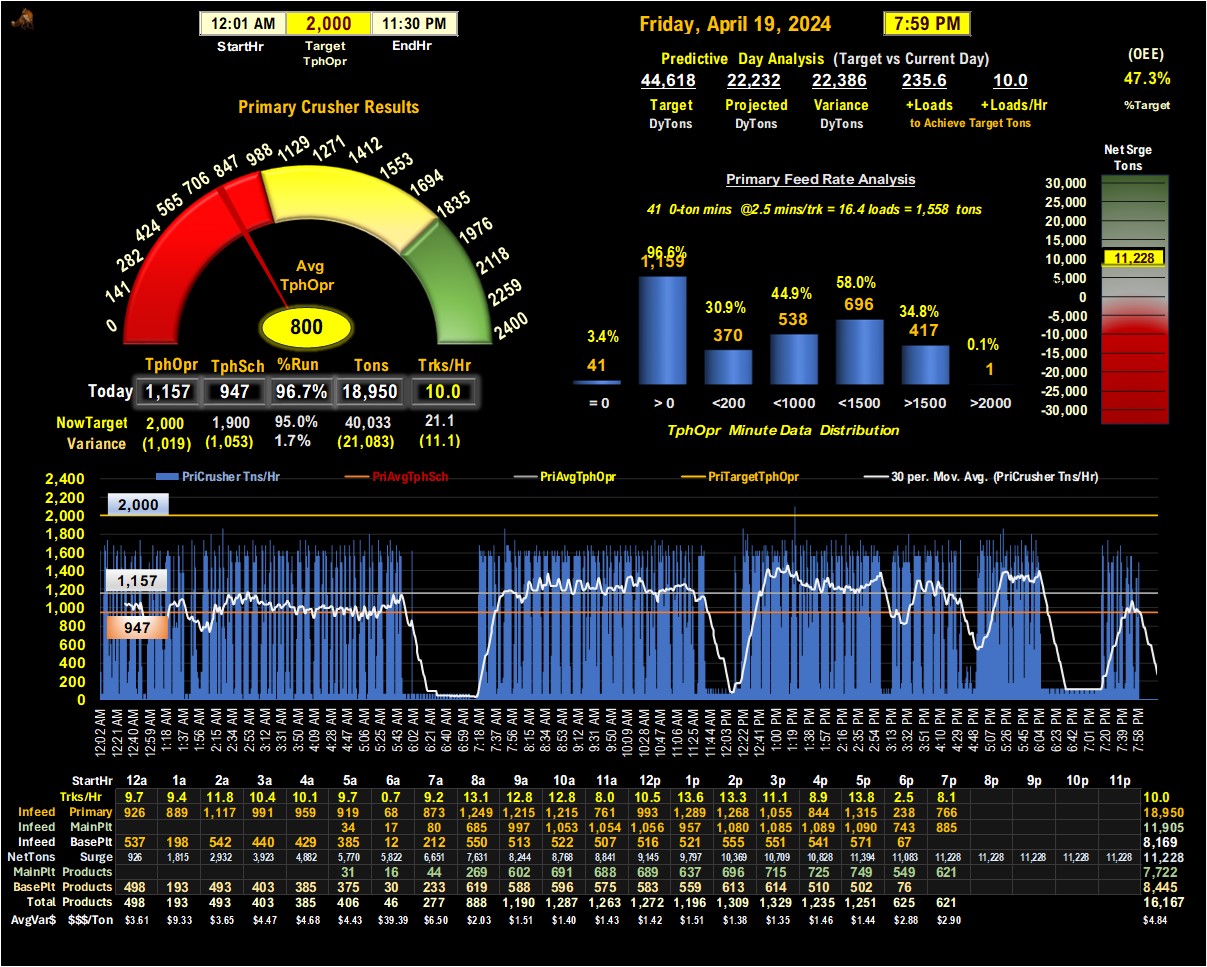 12:01 AM 2,000 11:30 PM
StartHr Target EndHr
TphOpr
Friday, April 19, 2024 7:59 PM
Predictive Day Analysis (Target vs Current Day)
44,618 22,232 22,386 235.6 10.0
Target Projected Variance +Loads +Loads/Hr
DyTons DyTons DyTons to Achieve Target Tons
(OEE)
47.3%
%Target
Primary Crusher Results
0 141 282 424 565 706 847 988 1129 1271 1412 1553 1694 1835 1976 2118 2259 2400
Avg
TphOpr
800
TphOpr TphSch %Run Tons Trks/Hr
Today 1,157 947 96.7% 18,950 10.0
NowTarget 2,000 1,900 95.0% 40,033 21.1
Variance (1,019) (1,053) 1.7% (21,083) (11.1)
Primary Feed Rate Analysis
41 0-ton mins @2.5 mins/trk = 16.4 loads = 1,558 tons
3.4% 96.6% 30.9% 44.9% 58.0% 34.8% 0.1%
41 1,159 370 538 696 417 1
= 0 > 0 <200 <1000 <1500 >1500 >2000
TphOpr Minute Data Distribution
Net Srge
Tons
30,000
25,000
20,000
15,000
10,000 11,228
5,000
0
-5,000
-10,000
-15,000
-20,000
-25,000
-30,000
PriCrusher Tns/Hr PriAvgTphSch PriAvgTphOpr PriTargetTphOpr 30 per. Mov. Avg. (PriCrusher Tns/Hr)
2,400
2,200
2,000
1,800
1,600
1,400
1,200
1,000
800
600
400
200
0
2,000
1,157
947
12:02 AM 12:21 AM 12:40 AM 12:59 AM 1:18 AM 1:37 AM 1:56 AM 2:15 AM 2:34 AM 2:53 AM 3:12 AM 3:31 AM 3:50 AM 4:09 AM 4:28 AM 4:47 AM 5:06 AM 5:25 AM 5:43 AM 6:02 AM 6:21 AM 6:40 AM 6:59 AM 7:18 AM 7:37 AM 7:56 AM 8:15 AM 8:34 AM 8:53 AM 9:12 AM 9:31 AM 9:50 AM 10:09 AM 10:28 AM 10:47 AM 11:06 AM 11:25 AM 11:44 AM 12:03 PM 12:22 PM 12:41 PM 1:00 PM 1:19 PM 1:38 PM 1:57 PM 2:16 PM 2:35 PM 2:54 PM 3:13 PM 3:32 PM 3:51 PM 4:10 PM 4:29 PM 4:48 PM 5:07 PM 5:26 PM 5:45 PM 6:04 PM 6:23 PM 6:42 PM 7:01 PM 7:20 PM 7:39 PM 7:58 PM
StartHr 12a 1a 2a 3a 4a 5a 6a 7a 8a 9a 10a 11a 12p 1p 2p 3p 4p 5p 6p 7p 8p 9p 10p 11p
Trks/Hr 9.7 9.4 11.8 10.4 10.1 9.7 0.7 9.2 13.1 12.8 12.8 8.0 10.5 13.6 13.3 11.1 8.9 13.8 2.5 8.1 10.0
Infeed Primary 926 889 1,117 991 959 919 68 873 1,249 1,215 1,215 761 993 1,289 1,268 1,055 844 1,315 238 766 18,950
Infeed MainPlt 34 17 80 685 997 1,053 1,054 1,056 957 1,080 1,085 1,089 1,090 743 885 11,905
Infeed BasePlt 537 198 542 440 429 385 12 212 550 513 522 507 516 521 555 551 541 571 67 8,169
NetTons Surge 926 1,815 2,932 3,923 4,882 5,770 5,822 6,651 7,631 8,244 8,768 8,841 9,145 9,797 10,369 10,709 10,828 11,394 11,083 11,228 11,228 11,228 11,228 11,228 11,228
MainPlt Products 31 16 44 269 602 691 688 689 637 696 715 725 749 549 621 7,722
BasePlt Products 498 193 493 403 385 375 30 233 619 588 596 575 583 559 613 614 510 502 76 8,445
Total Products 498 193 493 403 385 406 46 277 888 1,190 1,287 1,263 1,272 1,196 1,309 1,329 1,235 1,251 625 621 16,167
AvgVar$ $$$/Ton $3.61 $9.33 $3.65 $4.47 $4.68 $4.43 $39.39 $6.50 $2.03 $1.51 $1.40 $1.43 $1.42 $1.51 $1.38 $1.35 $1.46 $1.44 $2.88 $2.90 $4.84